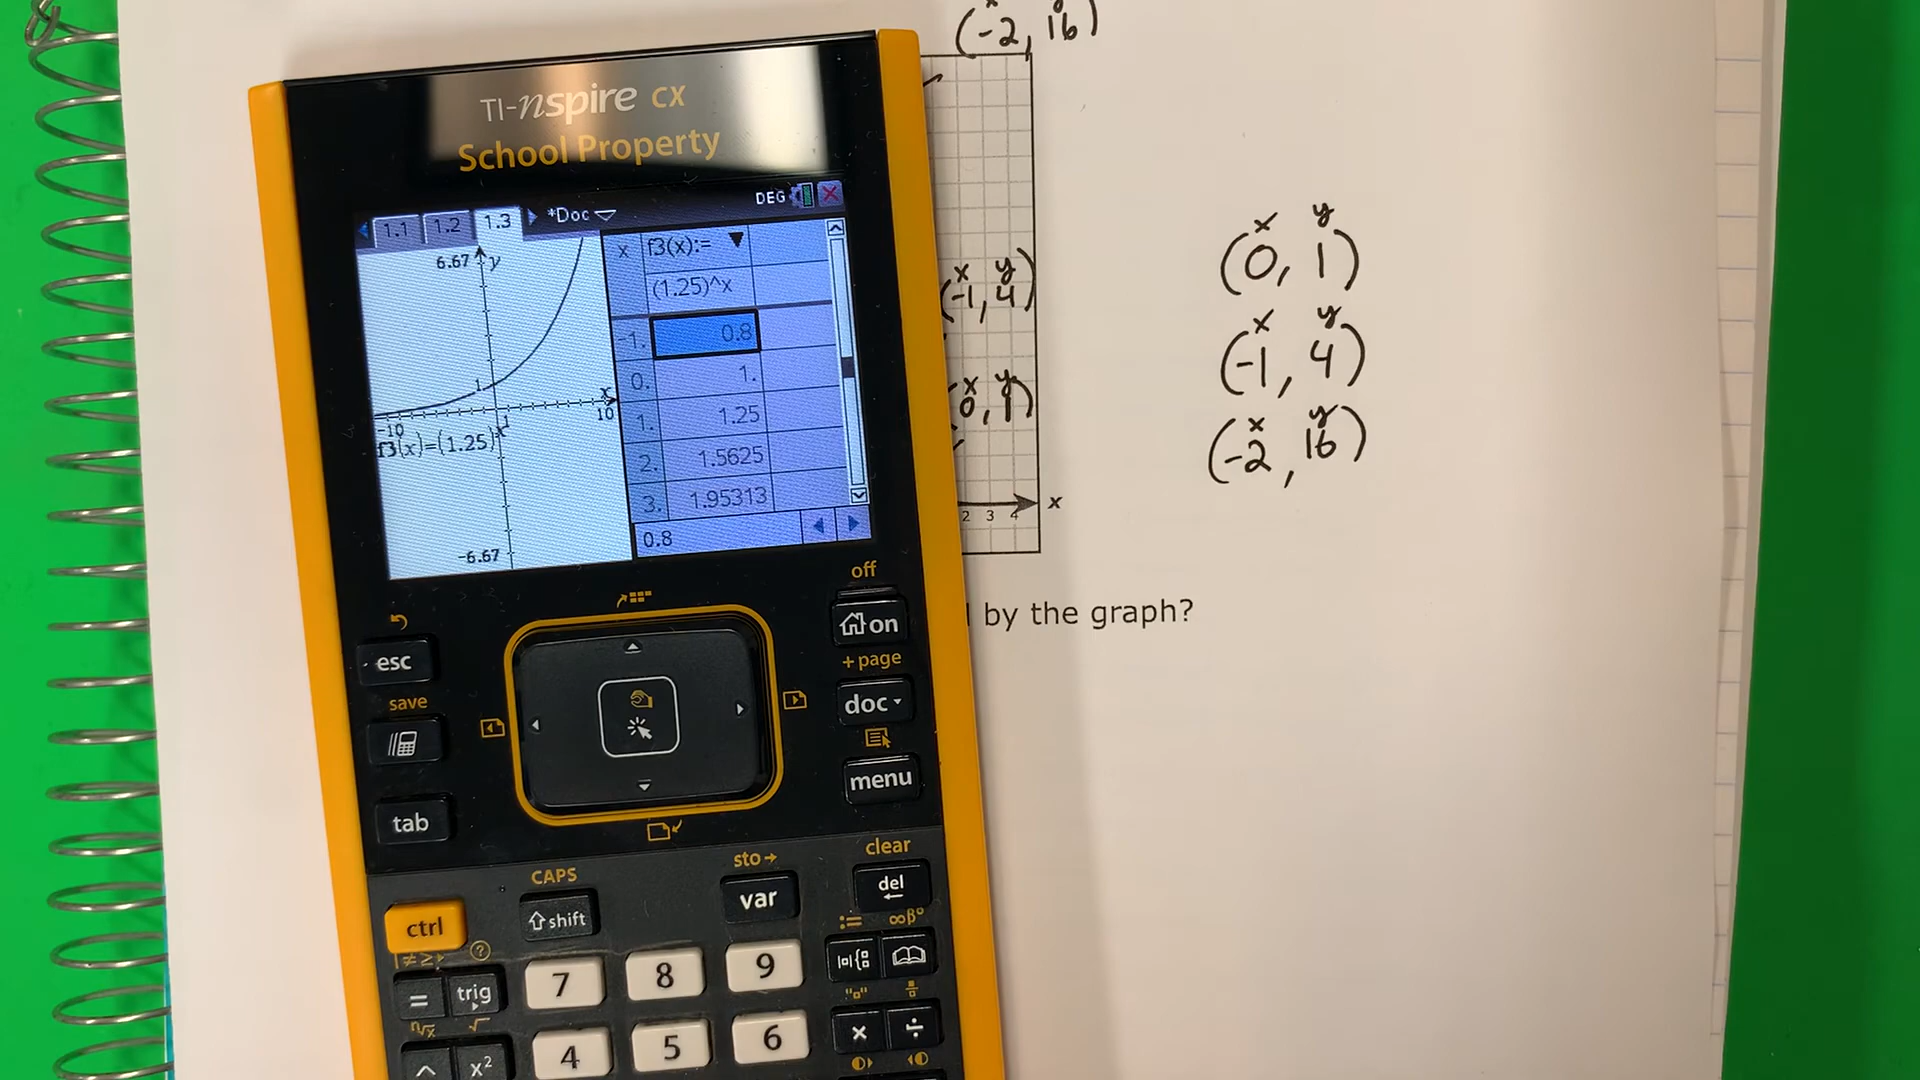 (-2, 16)
TI-nspire CX
School Property
DEG
1.1 1.2 1.3 *Doc
6.67 y
1
x
-10 1 10
f3(x)=(1.25)^x
-6.67
x f3(x):=
(1.25)^x
-1. 0.8
0. 1.
1. 1.25
2. 1.5625
3. 1.95313
0.8
x y
(-1, 4)
x y
(0, 1)
2 3 4 x
x y
(0, 1)
x y
(-1, 4)
x y
(-2, 16)
by the graph?
off
esc
on
save
+ page
doc
menu
tab
CAPS
sto→
clear
ctrl
shift
var
del
∞β°
= trig
7 8 9
|□|{
^ x²
4 5 6
× ÷